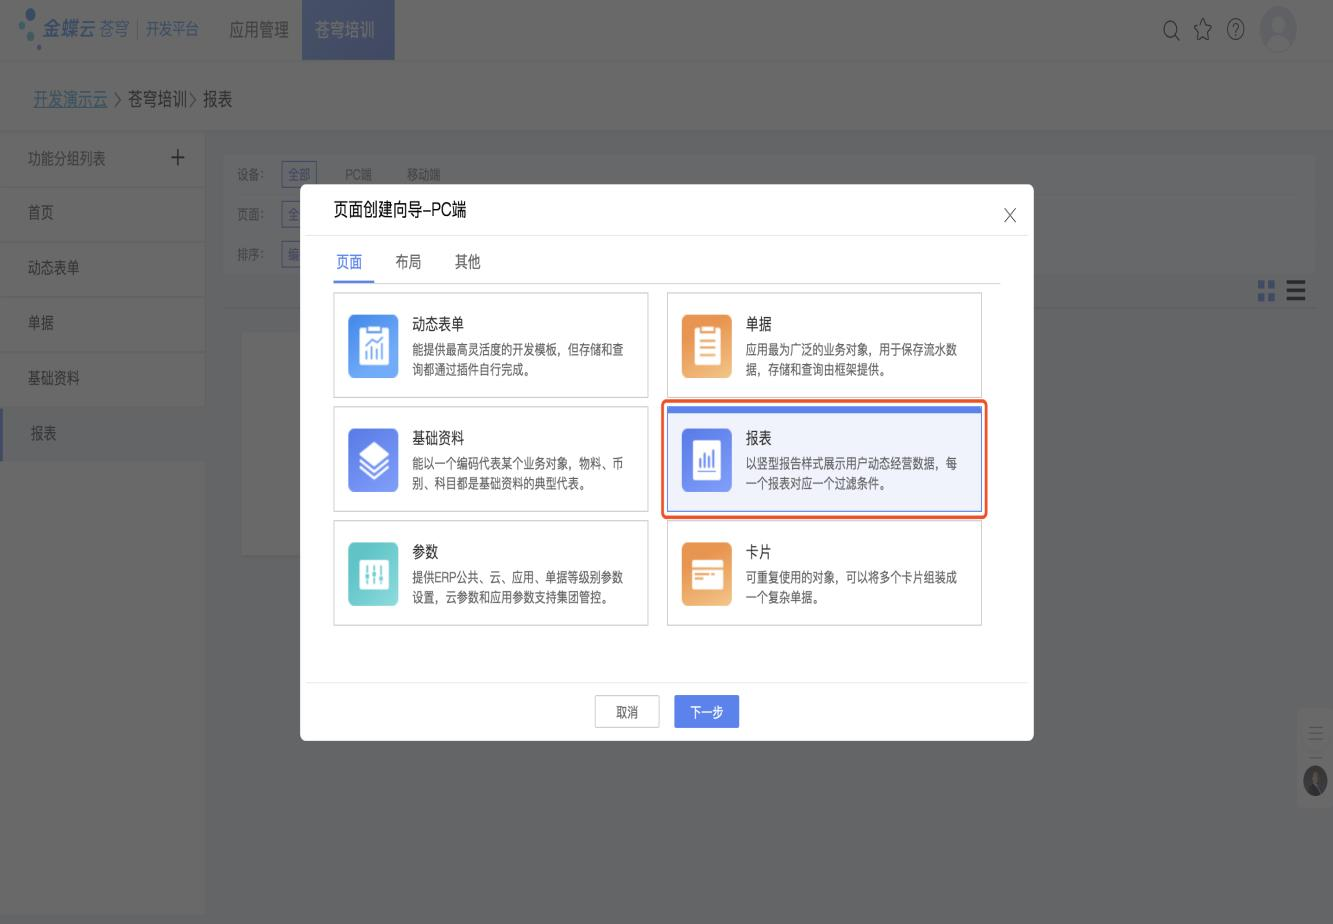 金蝶云 苍穹 | 开发平台 应用管理 苍穹培训
开发演示云 〉苍穹培训〉报表
功能分组列表
首页
动态表单
单据
基础资料
报表
设备： 全部 PC端 移动端
页面： 全
排序： 编
页面创建向导–PC端
页面 布局 其他
动态表单
能提供最高灵活度的开发模板，但存储和查
询都通过插件自行完成。
单据
应用最为广泛的业务对象，用于保存流水数
据，存储和查询由框架提供。
基础资料
能以一个编码代表某个业务对象，物料、币
别、科目都是基础资料的典型代表。
报表
以竖型报告样式展示用户动态经营数据，每
一个报表对应一个过滤条件。
参数
提供ERP公共、云、应用、单据等级别参数
设置，云参数和应用参数支持集团管控。
卡片
可重复使用的对象，可以将多个卡片组装成
一个复杂单据。
取消 下一步